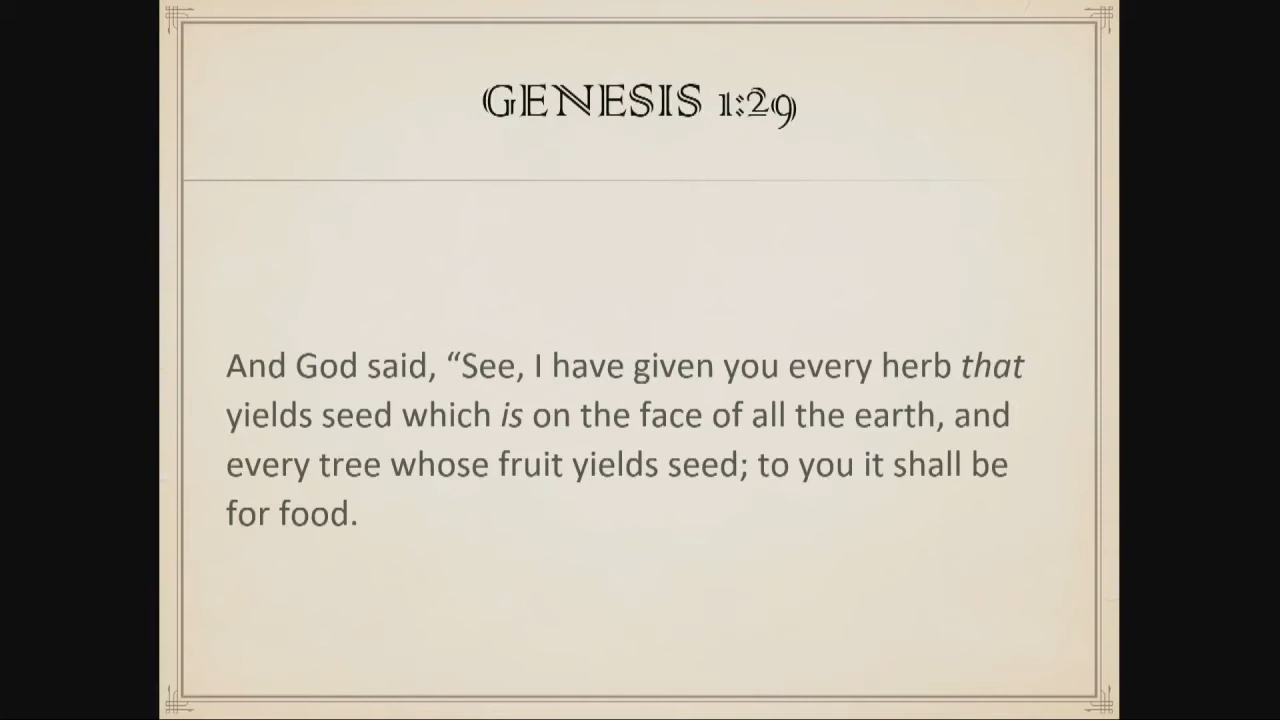 GENESIS 1:29
And God said, “See, I have given you every herb that
yields seed which is on the face of all the earth, and
every tree whose fruit yields seed; to you it shall be
for food.